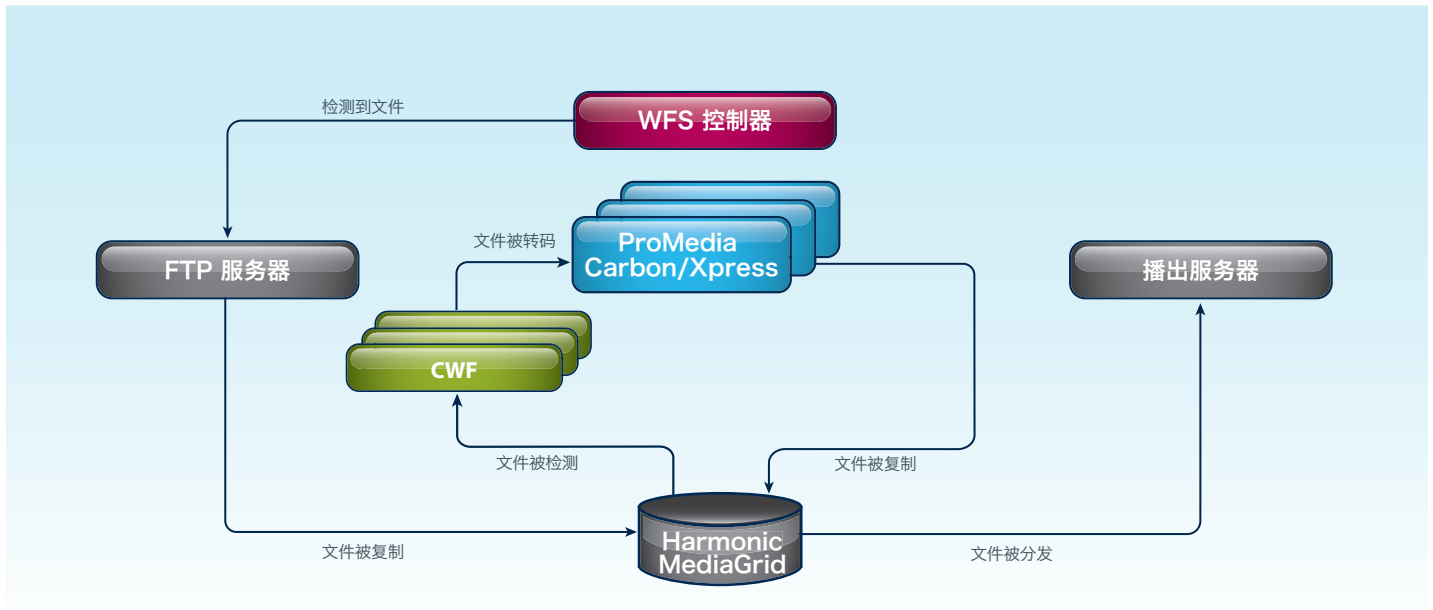 检测到文件
WFS 控制器
文件被转码
ProMedia
Carbon/Xpress
FTP 服务器
播出服务器
CWF
文件被检测
文件被复制
Harmonic
MediaGrid
文件被复制
文件被分发